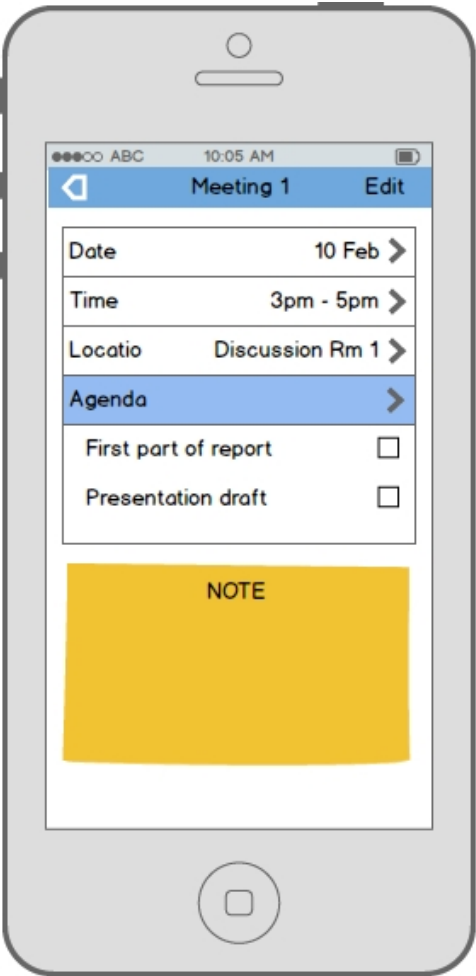 ABC 10:05 AM
Meeting 1 Edit
Date 10 Feb
Time 3pm - 5pm
Locatio Discussion Rm 1
Agenda
First part of report
Presentation draft
NOTE